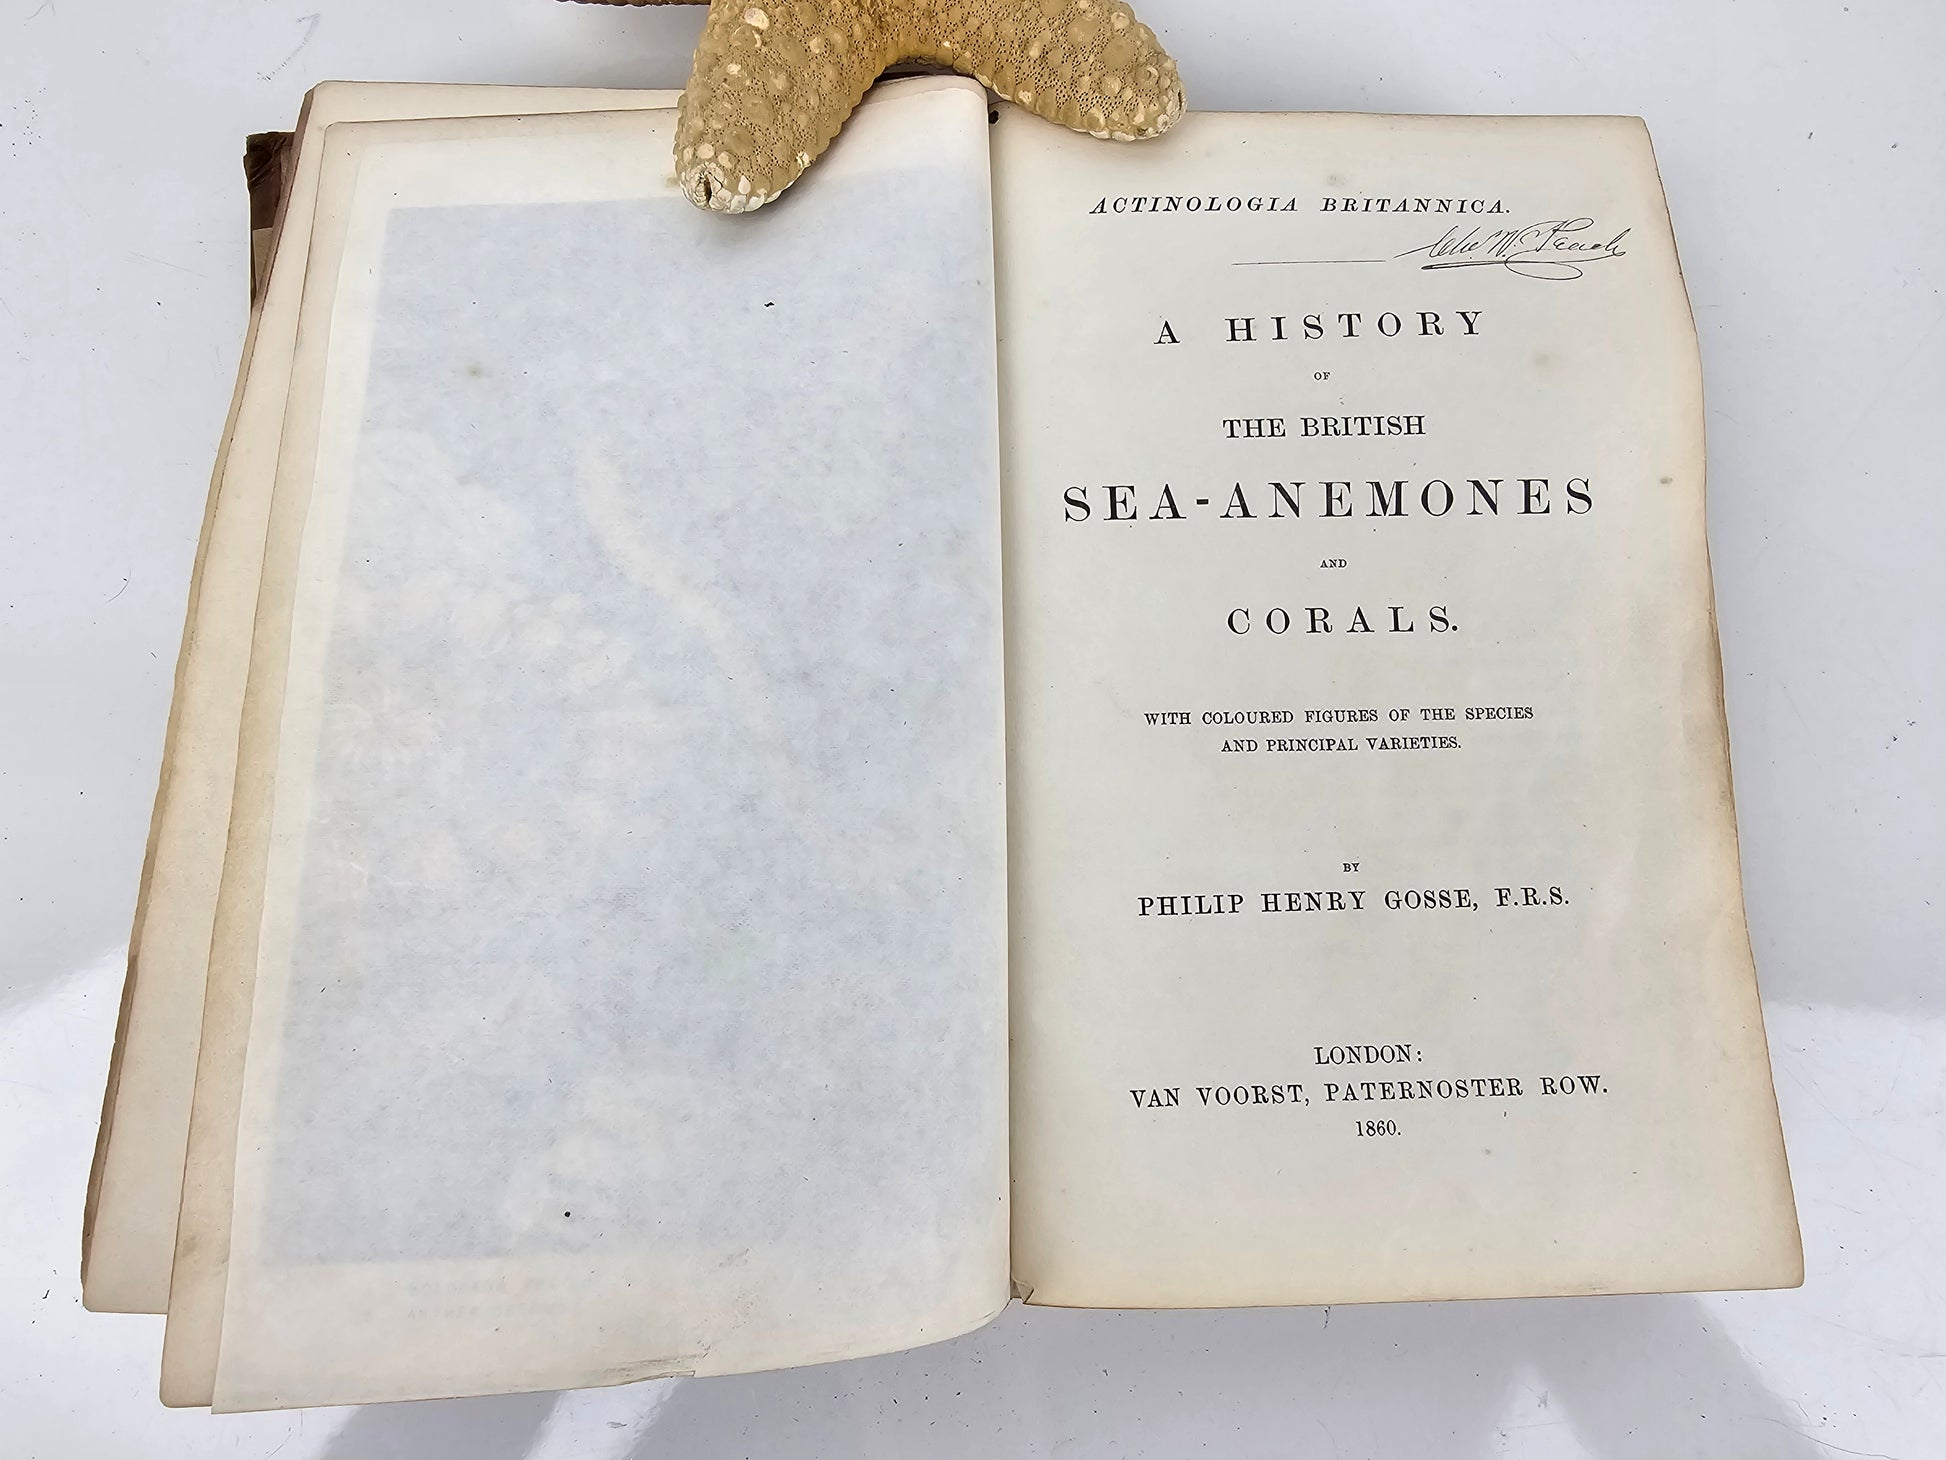 ACTINOLOGIA BRITANNICA.
A HISTORY
OF
THE BRITISH
SEA-ANEMONES
AND
CORALS.
WITH COLOURED FIGURES OF THE SPECIES
AND PRINCIPAL VARIETIES.
BY
PHILIP HENRY GOSSE, F.R.S.
LONDON:
VAN VOORST, PATERNOSTER ROW.
1860.